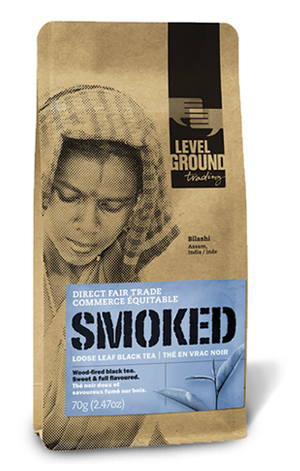 LEVEL
GROUND
trading
Bilashi
Assam,
India / Inde
DIRECT FAIR TRADE
COMMERCE ÉQUITABLE
SMOKED
LOOSE LEAF BLACK TEA | THÉ EN VRAC NOIR
Wood-fired black tea.
Sweet & full flavoured.
Thé noir doux et
savoureux fumé sur bois.
70g (2.47oz)